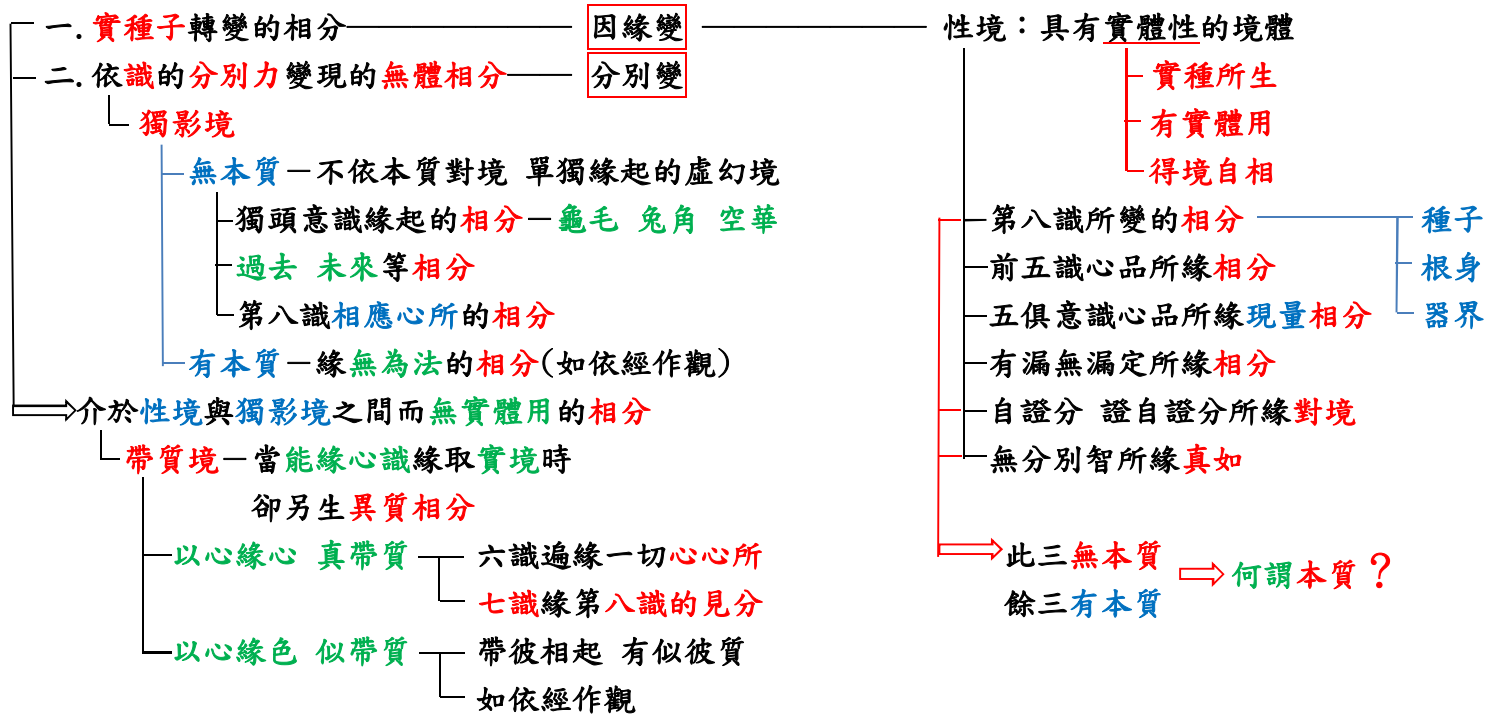 一.實種子轉變的相分
因緣變
性境：具有實體性的境體
二.依識的分別力變現的無體相分
分別變
實種所生
有實體用
得境自相
獨影境
無本質－不依本質對境 單獨緣起的虛幻境
獨頭意識緣起的相分－龜毛 兔角 空華
過去 未來等相分
第八識相應心所的相分
有本質－緣無為法的相分(如依經作觀)
介於性境與獨影境之間而無實體用的相分
帶質境－當能緣心識緣取實境時
卻另生異質相分
以心緣心 真帶質
六識遍緣一切心心所
七識緣第八識的見分
以心緣色 似帶質
帶彼相起 有似彼質
如依經作觀
第八識所變的相分
種子
根身
器界
前五識心品所緣相分
五俱意識心品所緣現量相分
有漏無漏定所緣相分
自證分 證自證分所緣對境
無分別智所緣真如
此三無本質
餘三有本質
何謂本質？